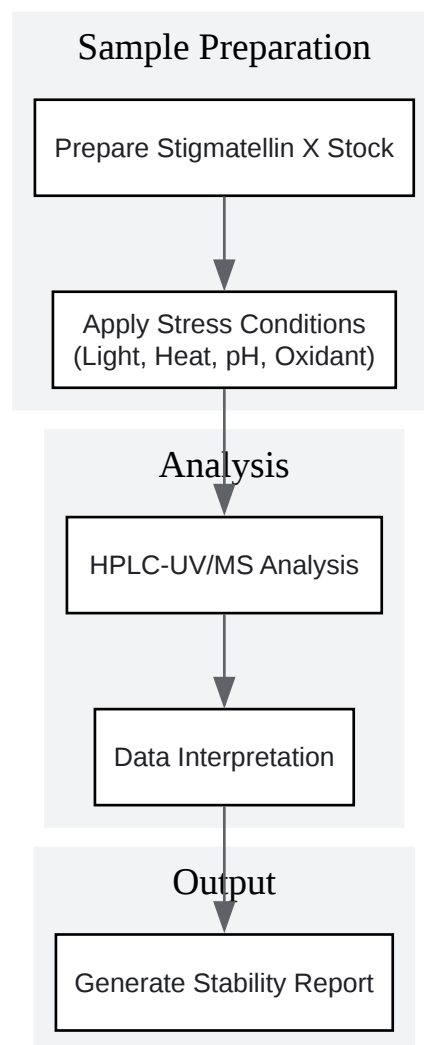 Sample Preparation
Prepare Stigmatellin X Stock
Apply Stress Conditions
(Light, Heat, pH, Oxidant)
Analysis
HPLC-UV/MS Analysis
Data Interpretation
Output
Generate Stability Report